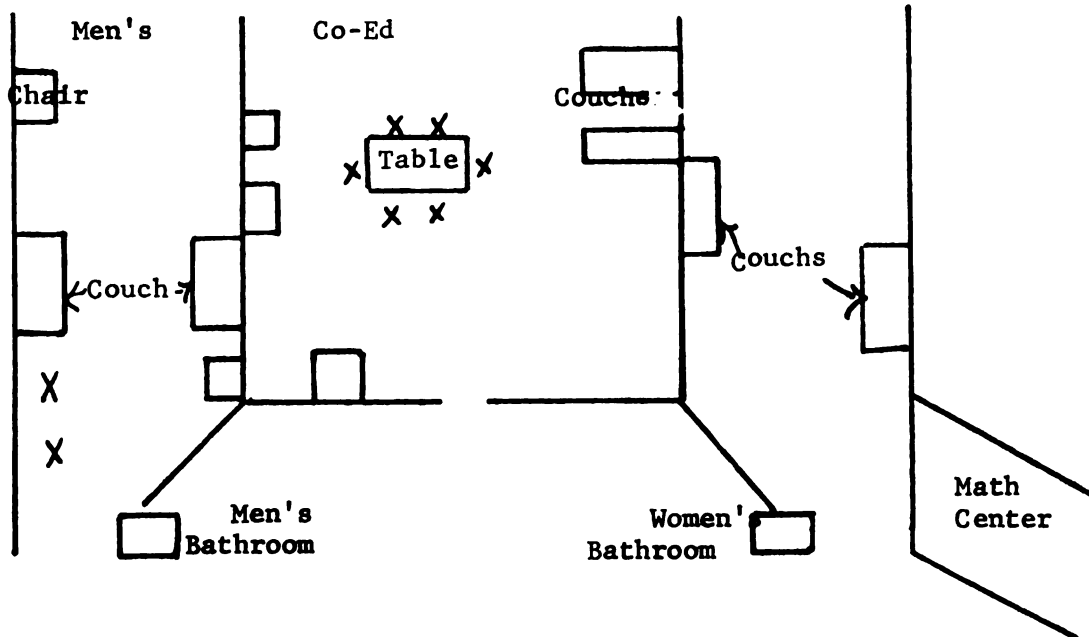 Men's
Co-Ed
Chair
Couchs
Table
Couch
Couchs
Men's
Bathroom
Women's
Bathroom
Math
Center